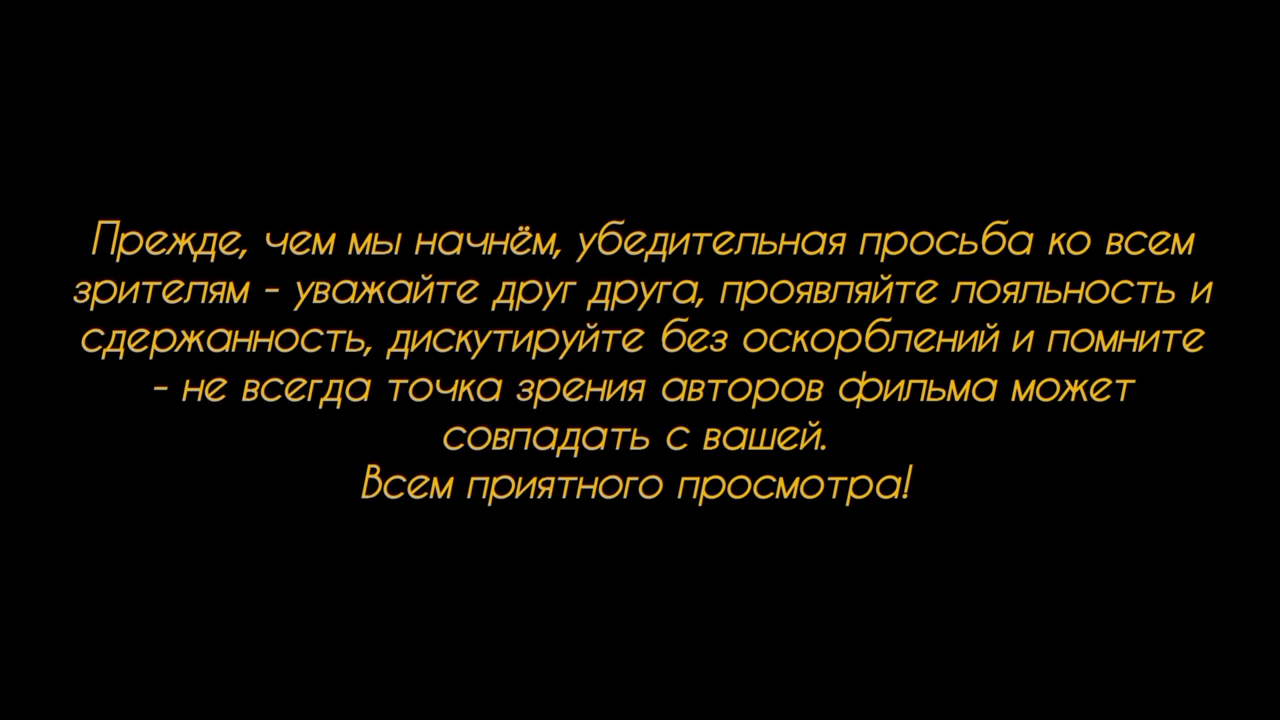 Прежде, чем мы начнём, убедительная просьба ко всем
зрителям - уважайте друг друга, проявляйте лояльность и
сдержанность, дискутируйте без оскорблений и помните
- не всегда точка зрения авторов фильма может
совпадать с вашей.
Всем приятного просмотра!